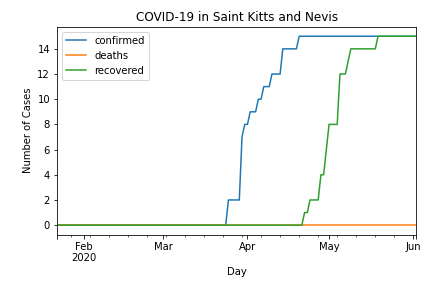 COVID-19 in Saint Kitts and Nevis
confirmed
deaths
recovered
14
12
10
8
6
4
2
0
Number of Cases
Feb
2020
Mar
Apr
May
Jun
Day